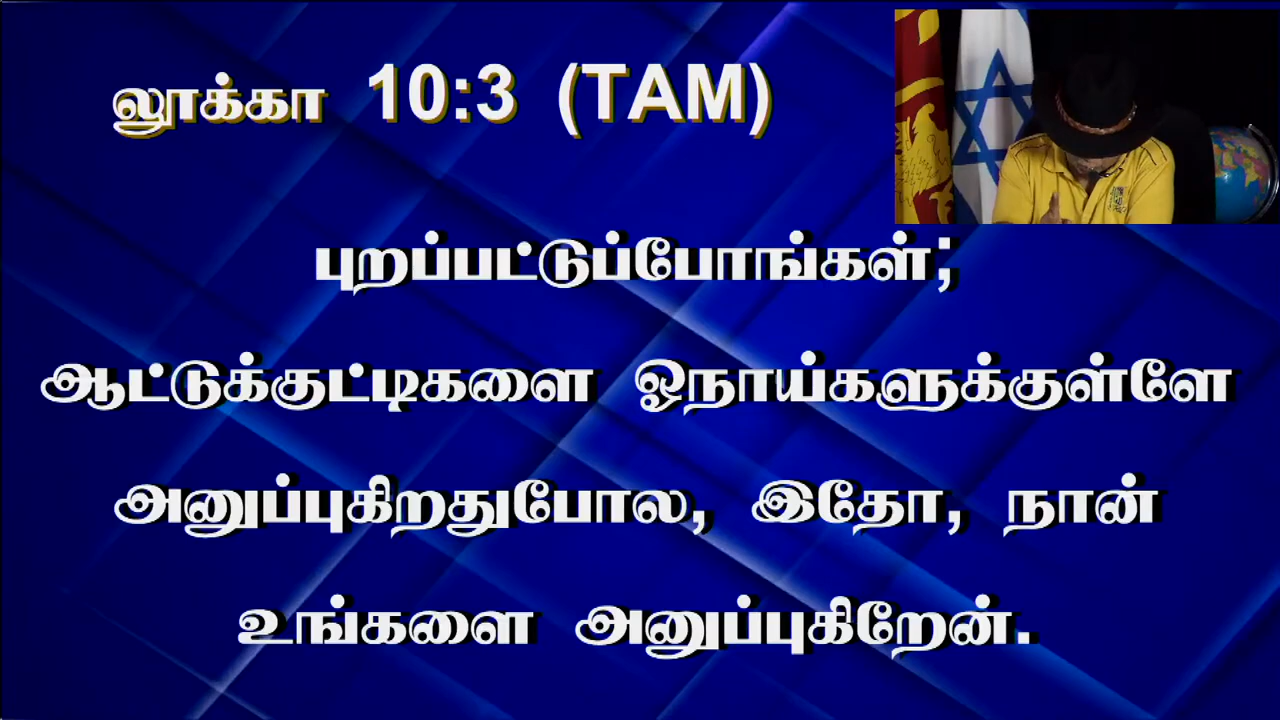 லூக்கா 10:3 (TAM)
புறப்பட்டுப்போங்கள்;
ஆட்டுக்குட்டிகளை ஓநாய்களுக்குள்ளே
அனுப்புகிறதுபோல, இதோ, நான்
உங்களை அனுப்புகிறேன்.